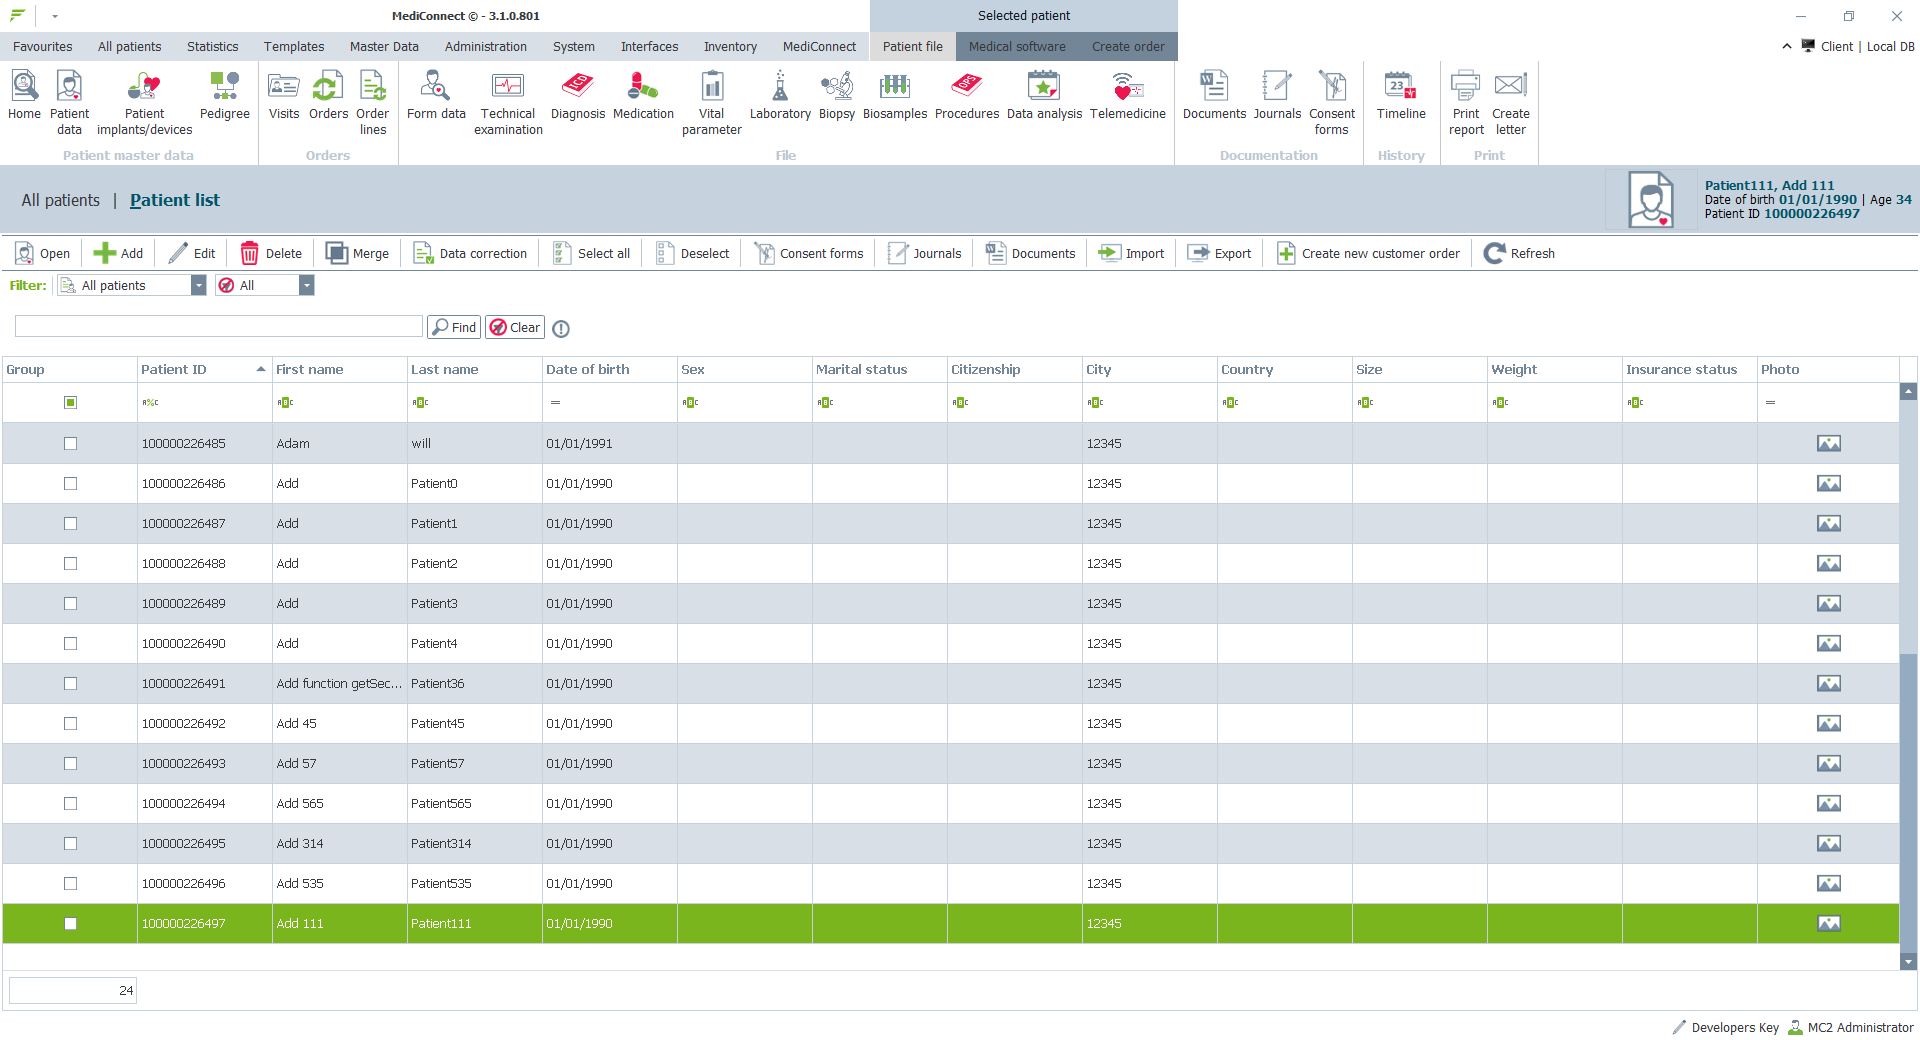 MediConnect © - 3.1.0.801
Selected patient
Favourites All patients Statistics Templates Master Data Administration System Interfaces Inventory MediConnect Patient file Medical software Create order Client | Local DB
Home Patient data Patient implants/devices Pedigree Visits Orders Order lines Form data Technical examination Diagnosis Medication Vital parameter Laboratory Biopsy Biosamples Procedures Data analysis Telemedicine Documents Journals Consent forms Timeline Print report Create letter
Patient master data Orders File Documentation History Print
All patients | Patient list
Patient111, Add 111
Date of birth 01/01/1990 | Age 34
Patient ID 100000226497
Open Add Edit Delete Merge Data correction Select all Deselect Consent forms Journals Documents Import Export Create new customer order Refresh
Filter: All patients All
Find Clear
Group Patient ID First name Last name Date of birth Sex Marital status Citizenship City Country Size Weight Insurance status Photo
100000226485 Adam will 01/01/1991 12345
100000226486 Add Patient0 01/01/1990 12345
100000226487 Add Patient1 01/01/1990 12345
100000226488 Add Patient2 01/01/1990 12345
100000226489 Add Patient3 01/01/1990 12345
100000226490 Add Patient4 01/01/1990 12345
100000226491 Add function getSec... Patient36 01/01/1990 12345
100000226492 Add 45 Patient45 01/01/1990 12345
100000226493 Add 57 Patient57 01/01/1990 12345
100000226494 Add 565 Patient565 01/01/1990 12345
100000226495 Add 314 Patient314 01/01/1990 12345
100000226496 Add 535 Patient535 01/01/1990 12345
100000226497 Add 111 Patient111 01/01/1990 12345
24
Developers Key MC2 Administrator